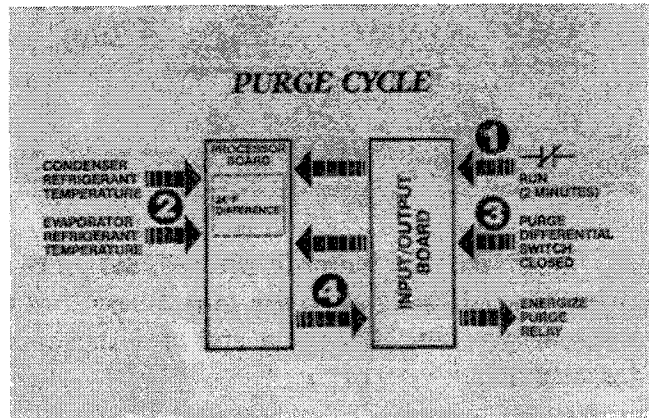 PURGE CYCLE
PROCESSOR
BOARD
°F
DIFFERENCE
CONDENSER
REFRIGERANT
TEMPERATURE
2
EVAPORATOR
REFRIGERANT
TEMPERATURE
4
INPUT/OUTPUT
BOARD
1
RUN
(2 MINUTES)
3
PURGE
DIFFERENTIAL
SWITCH
CLOSED
ENERGIZE
PURGE
RELAY